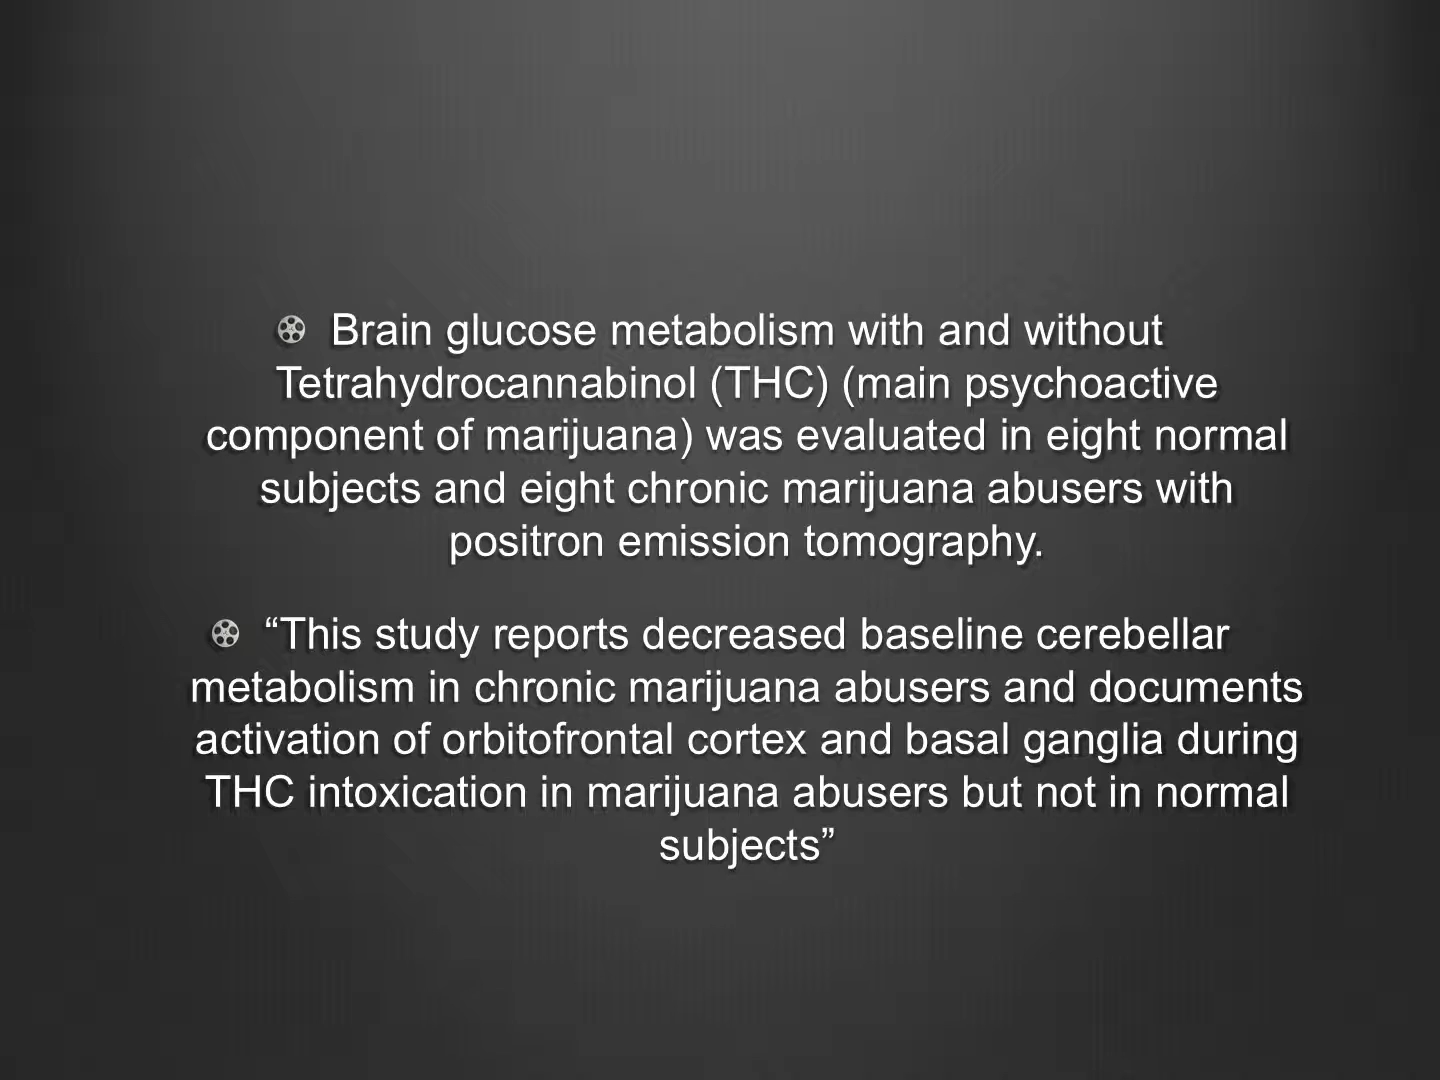 Brain glucose metabolism with and without
Tetrahydrocannabinol (THC) (main psychoactive
component of marijuana) was evaluated in eight normal
subjects and eight chronic marijuana abusers with
positron emission tomography.
“This study reports decreased baseline cerebellar
metabolism in chronic marijuana abusers and documents
activation of orbitofrontal cortex and basal ganglia during
THC intoxication in marijuana abusers but not in normal
subjects”